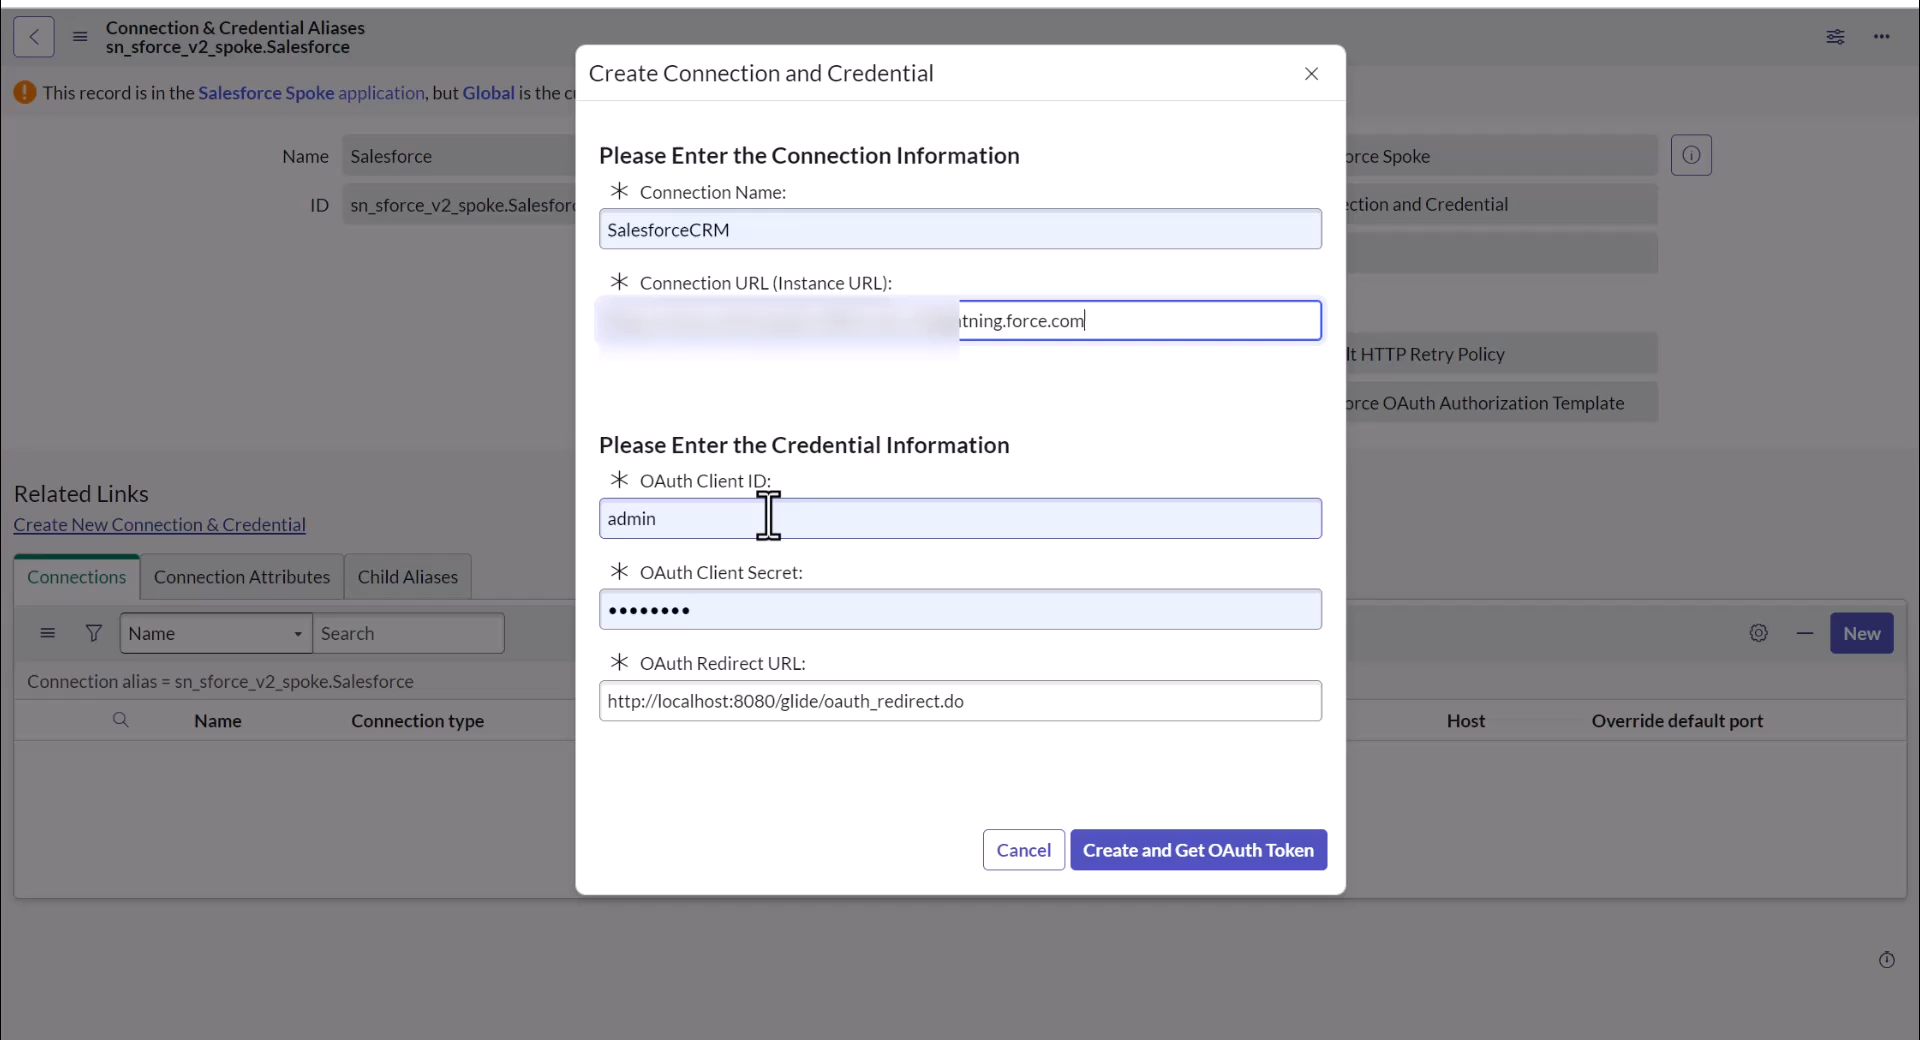 Connection & Credential Aliases
sn_sforce_v2_spoke.Salesforce
This record is in the Salesforce Spoke application, but Global is the
Name
Salesforce
ID
sn_sforce_v2_spoke.Salesforc
Spoke
and Credential
HTTP Retry Policy
OAuth Authorization Template
Create Connection and Credential
Please Enter the Connection Information
Connection Name:
SalesforceCRM
Connection URL (Instance URL):
tning.force.com
Please Enter the Credential Information
OAuth Client ID:
admin
OAuth Client Secret:
••••••••
OAuth Redirect URL:
http://localhost:8080/glide/oauth_redirect.do
Cancel
Create and Get OAuth Token
Related Links
Create New Connection & Credential
Connections
Connection Attributes
Child Aliases
Name
Search
New
Connection alias = sn_sforce_v2_spoke.Salesforce
Name
Connection type
Host
Override default port